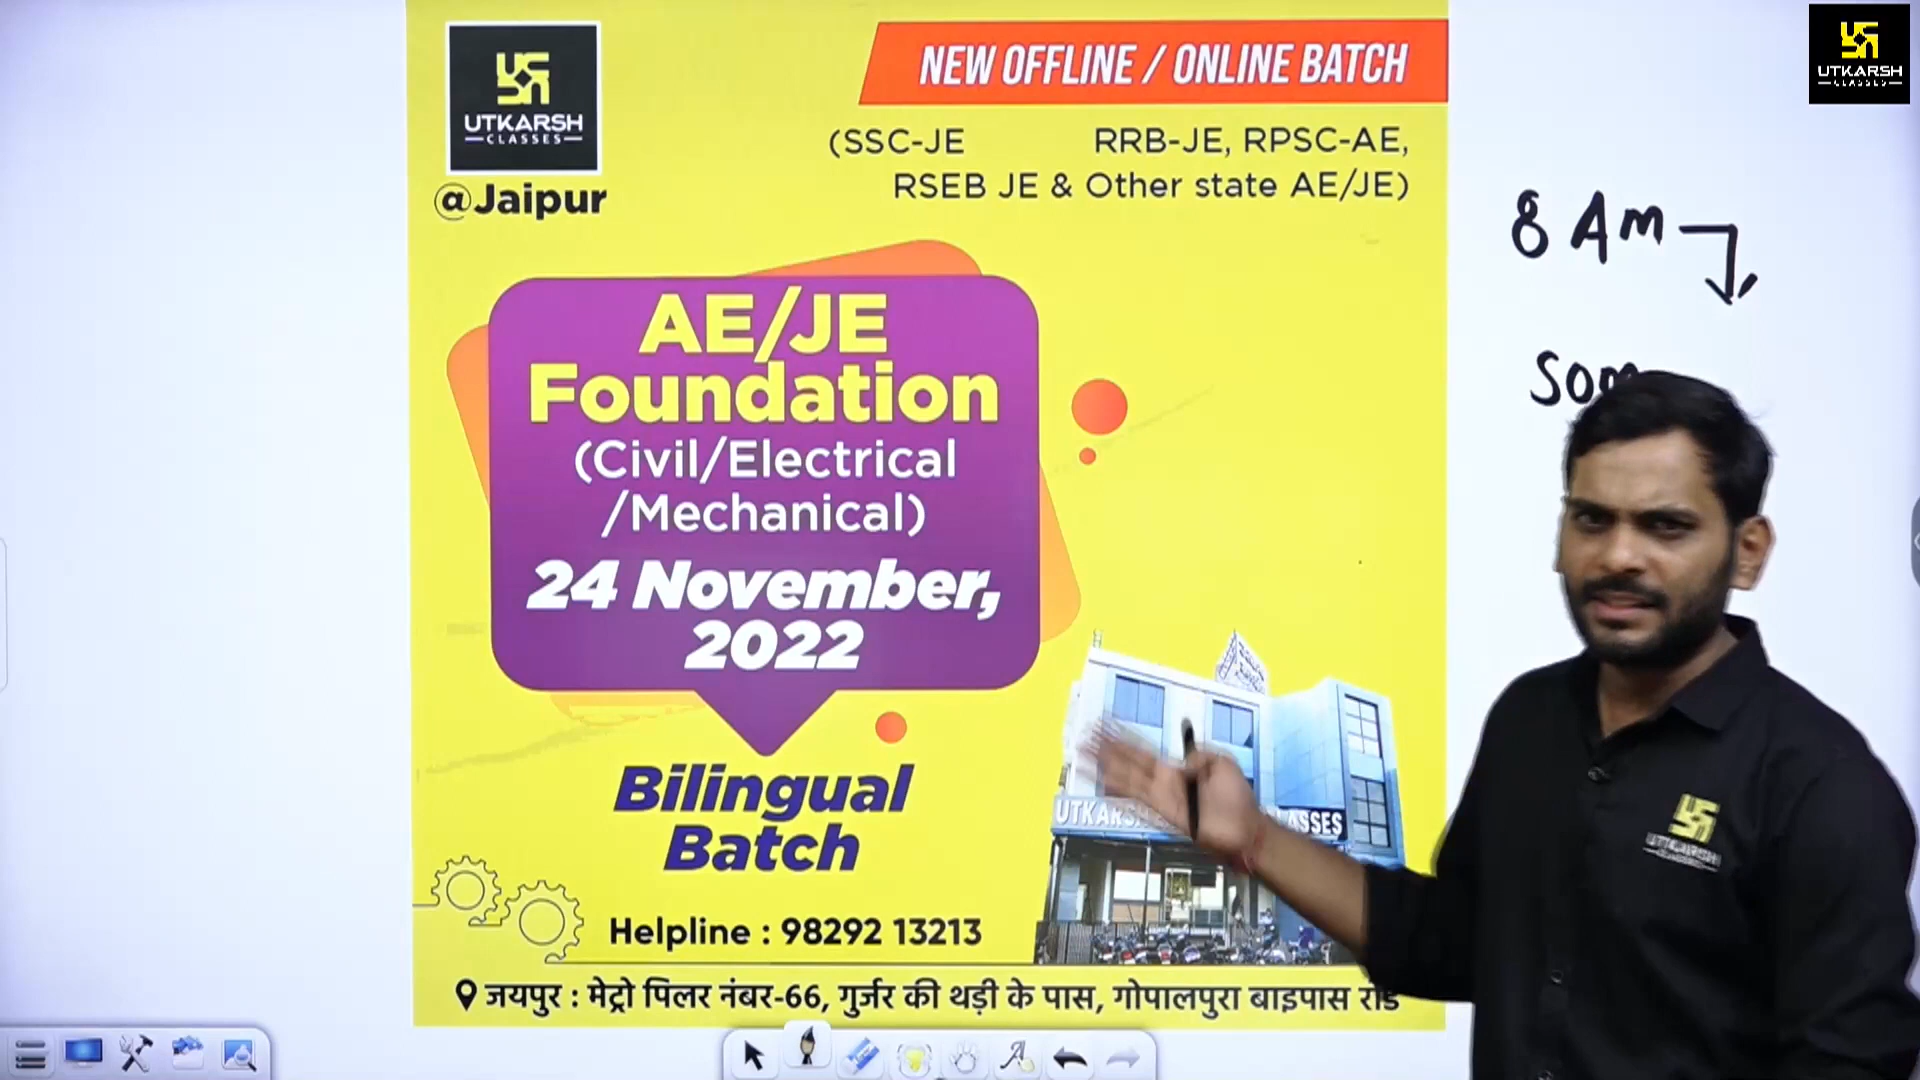 UTKARSH
CLASSES
@Jaipur
NEW OFFLINE / ONLINE BATCH
(SSC-JE RRB-JE, RPSC-AE,
RSEB JE & Other state AE/JE)
UTKARSH
CLASSES
8 AM
AE/JE
Foundation
(Civil/Electrical
/Mechanical)
24 November,
2022
Bilingual
Batch
Helpline : 98292 13213
जयपुर : मेट्रो पिलर नंबर-66, गुर्जर की थड़ी के पास, गोपालपुरा बाइपास रोड
UTKARSH